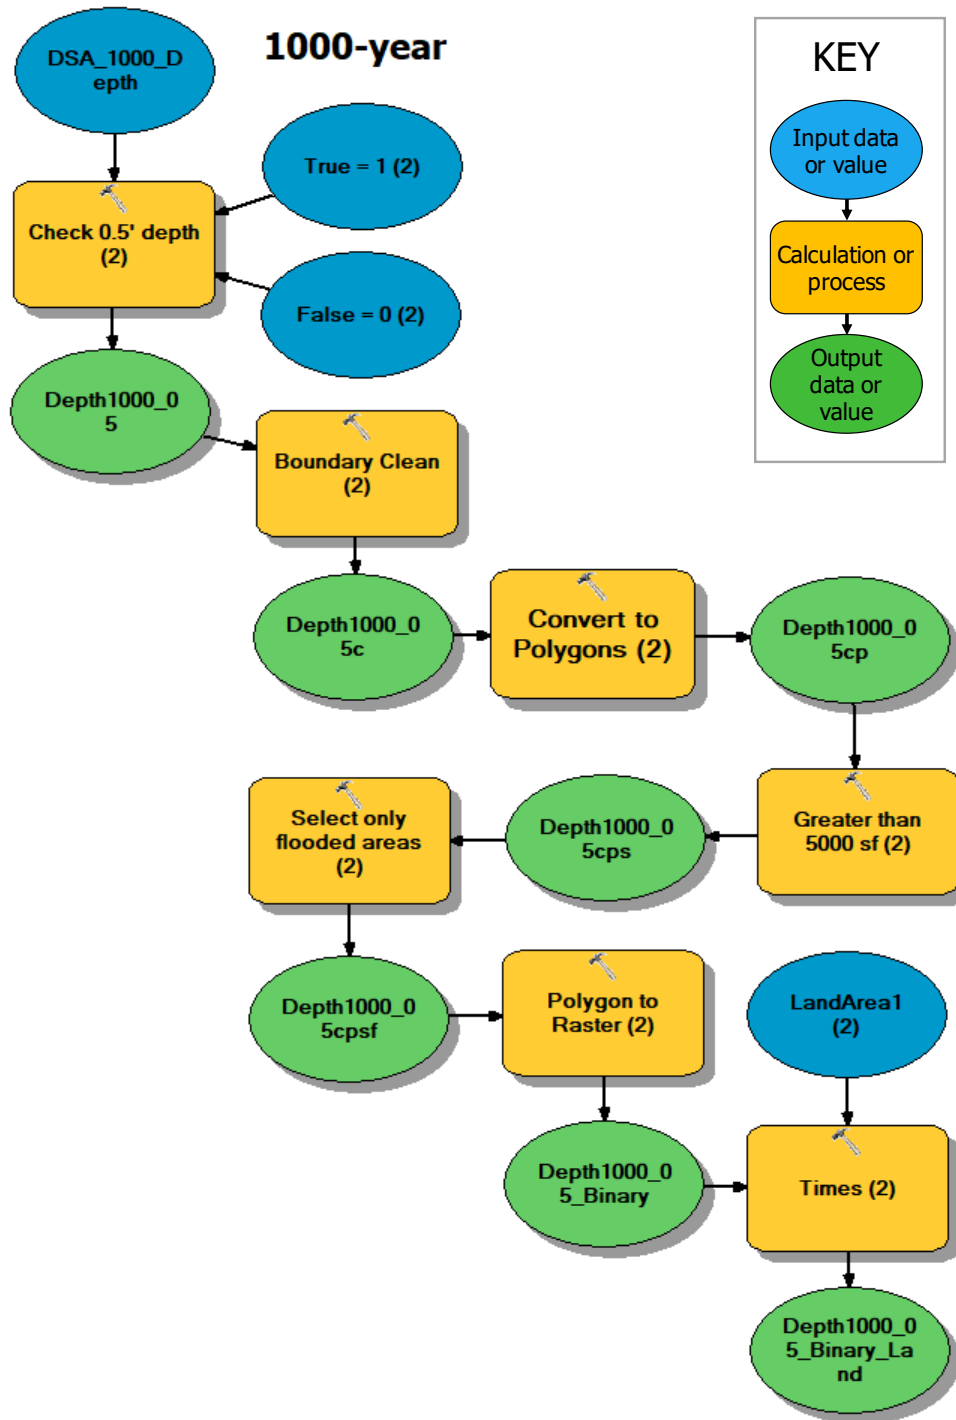 1000-year
DSA_1000_D
epth
True = 1 (2)
Check 0.5' depth
(2)
False = 0 (2)
Depth1000_0
5
Boundary Clean
(2)
Depth1000_0
5c
Convert to
Polygons (2)
Depth1000_0
5cp
Greater than
5000 sf (2)
Depth1000_0
5cps
Select only
flooded areas
(2)
Depth1000_0
5cpsf
Polygon to
Raster (2)
LandArea1
(2)
Depth1000_0
5_Binary
Times (2)
Depth1000_0
5_Binary_La
nd
KEY
Input data
or value
Calculation or
process
Output
data or
value